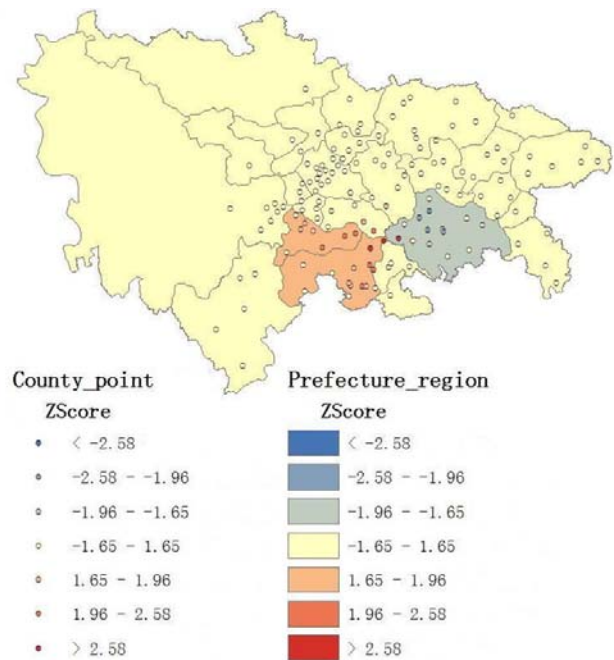 County_point
ZScore
< -2.58
-2.58 - -1.96
-1.96 - -1.65
-1.65 - 1.65
1.65 - 1.96
1.96 - 2.58
> 2.58
Prefecture_region
ZScore
< -2.58
-2.58 - -1.96
-1.96 - -1.65
-1.65 - 1.65
1.65 - 1.96
1.96 - 2.58
> 2.58